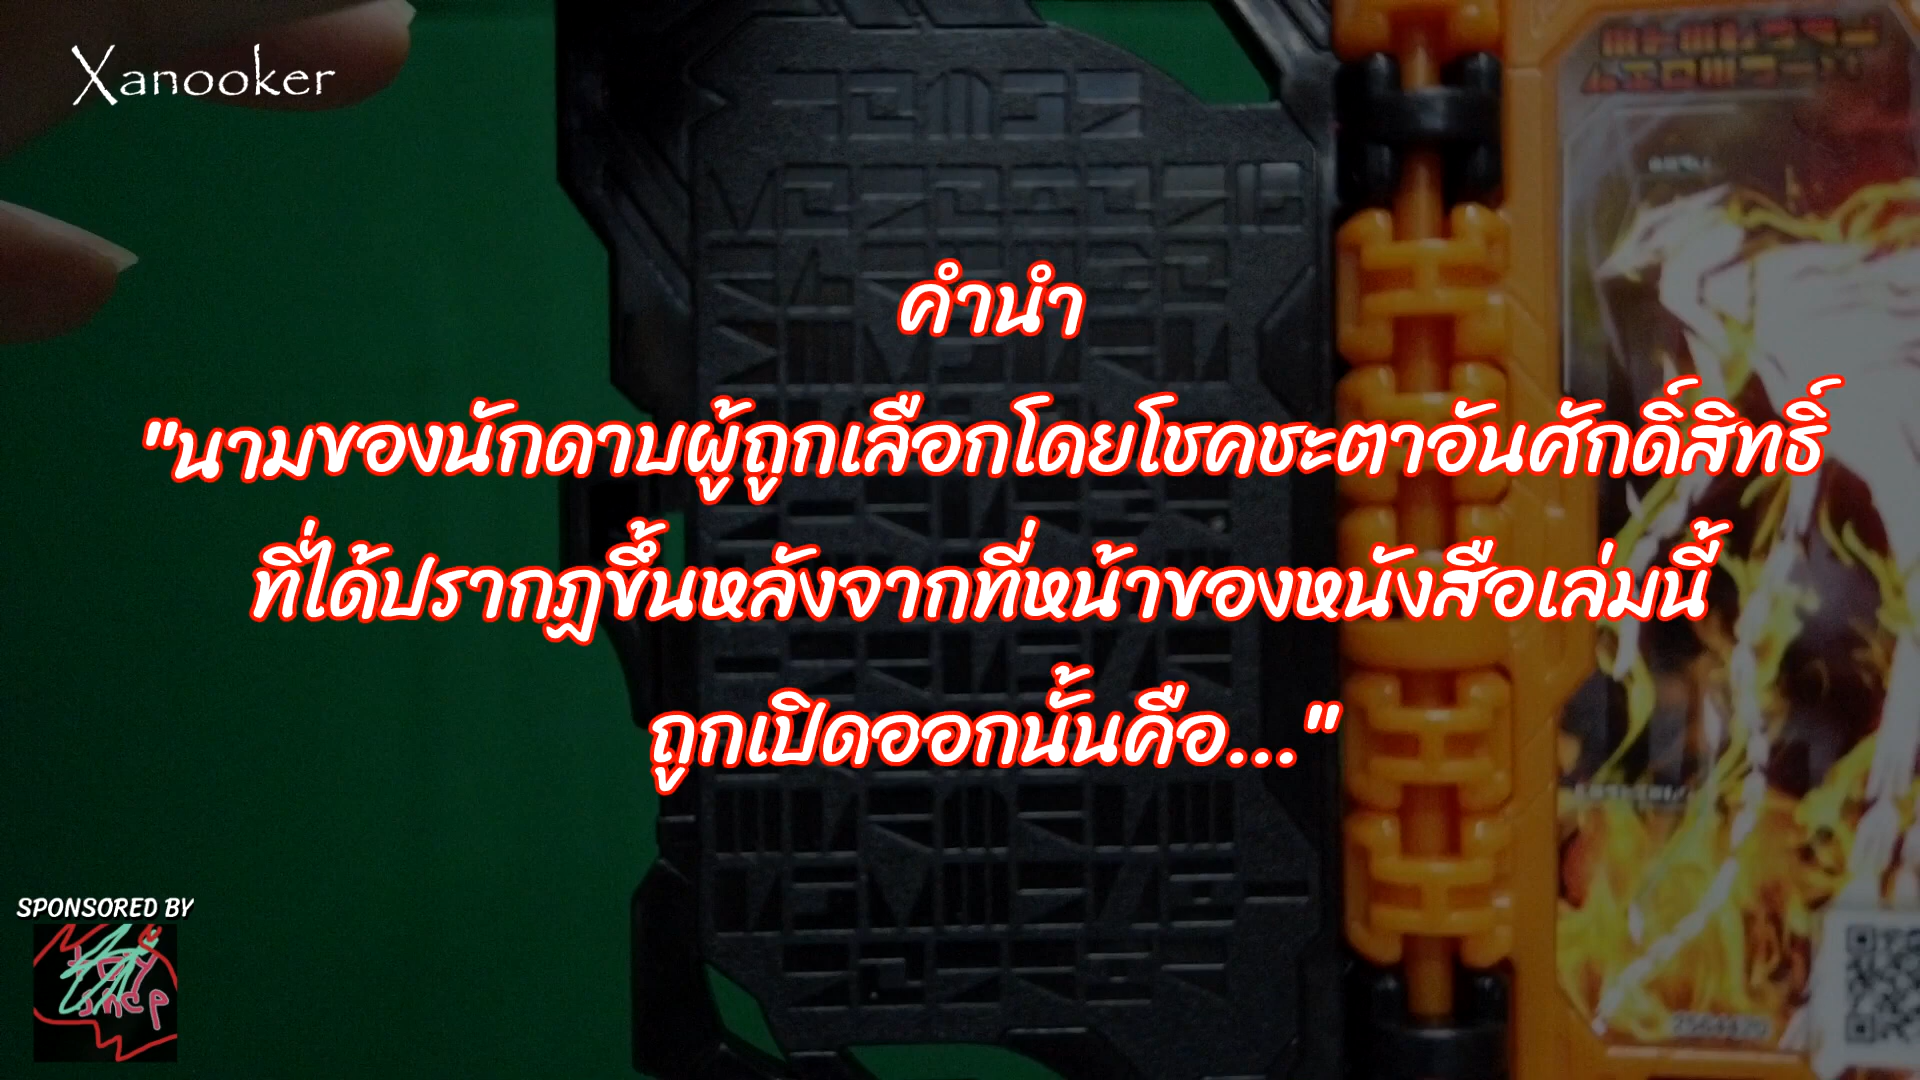 Xanooker
คำนำ
"นามของนักดาบผู้ถูกเลือกโดยโชคชะตาอันศักดิ์สิทธิ์
ที่ได้ปรากฏขึ้นหลังจากที่หน้าของหนังสือเล่มนี้
ถูกเปิดออกนั้นคือ..."
SPONSORED BY
2564420